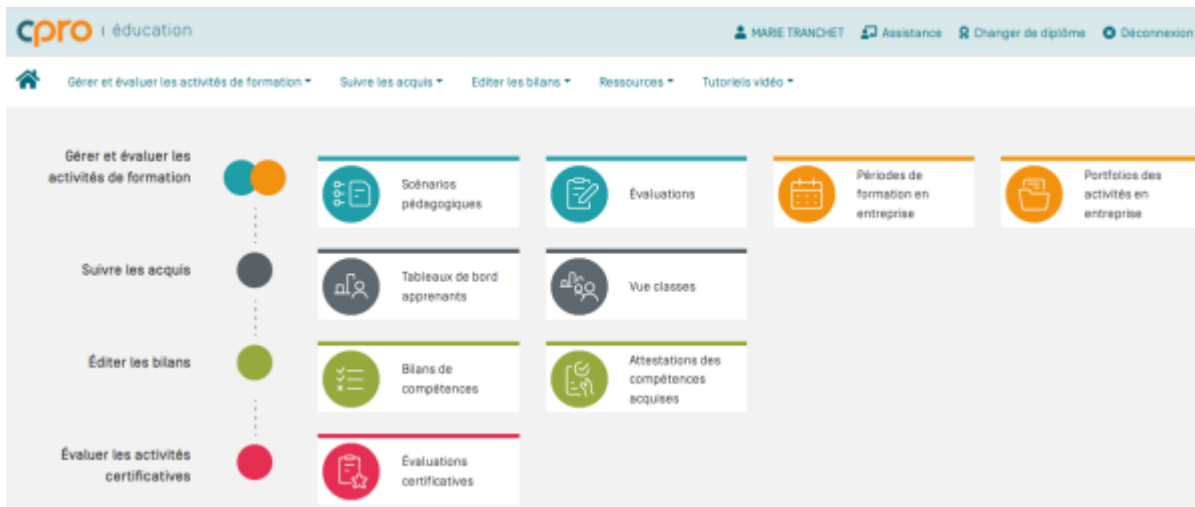 cpro éducation
MARIE TRANCHET Assistance Changer de diplôme Déconnexion
Gérer et évaluer les activités de formation Suivre les acquis Editer les bilans Ressources Tutoriels vidéo
Gérer et évaluer les
activités de formation
Scénarios
pédagogiques
Évaluations
Périodes de
formation en
entreprise
Portfolios des
activités en
entreprise
Suivre les acquis
Tableaux de bord
apprenants
Vue classes
Éditer les bilans
Bilans de
compétences
Attestations des
compétences
acquises
Évaluer les activités
certificatives
Évaluations
certificatives